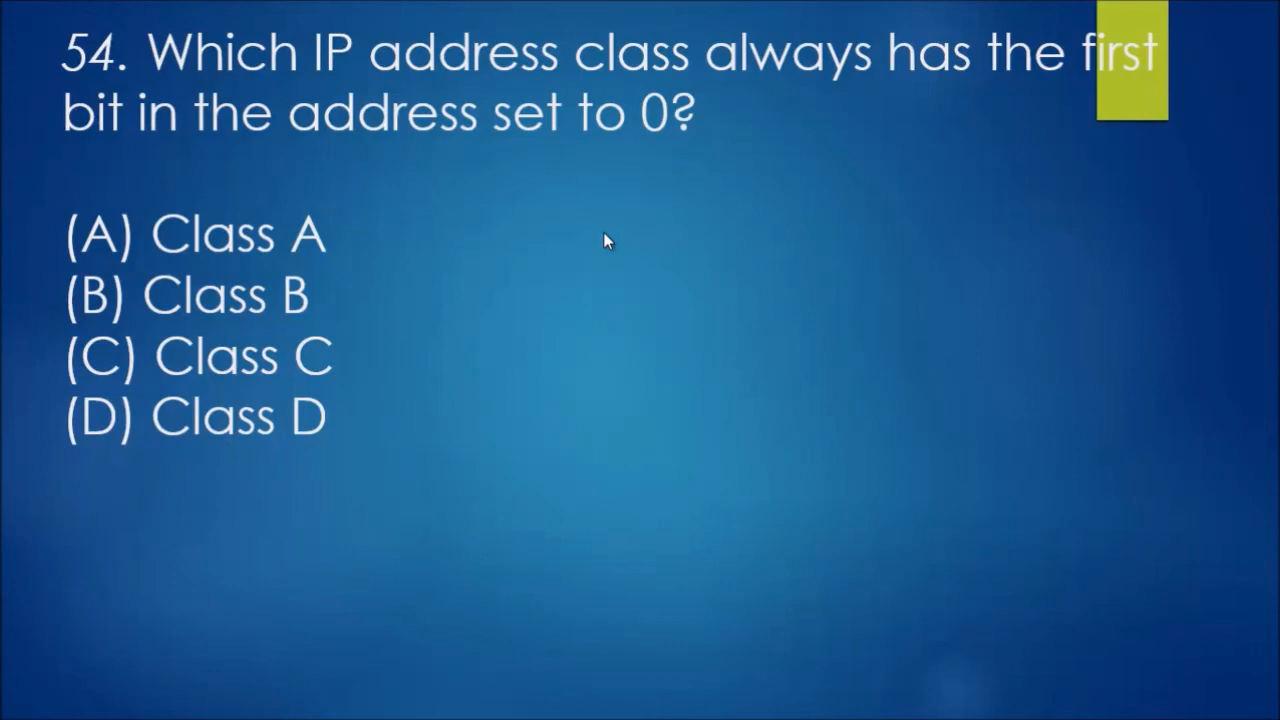 54. Which IP address class always has the first
bit in the address set to 0?
(A) Class A
(B) Class B
(C) Class C
(D) Class D